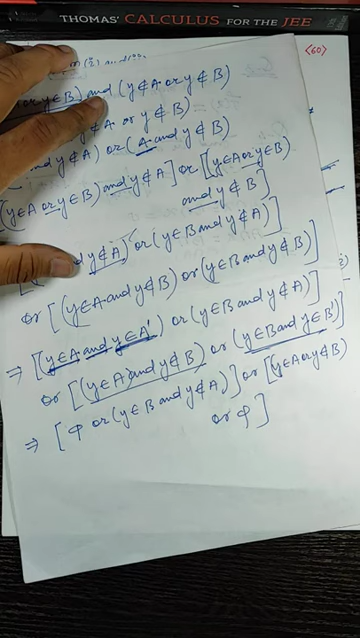 THOMAS' CALCULUS FOR THE JEE
<60>
or y∈B) and (y∉A or y∉B)
y∉A or y∉B)
and y∉A) or (A and y∉B)
(y∈A or y∈B) and y∉A] or [(y∈A or y∈B)
and y∉B]
[ and y∉A) or (y∈B and y∉A)]
or [(y∈A and y∉B) or (y∈B and y∉B)]
⇒ [(y∈A and y∈A') or (y∈B and y∉A)]
or [(y∈A and y∉B) or (y∈B and y∈B')]
⇒ [φ or (y∈B and y∉A)] or [(y∈A or y∉B)
or φ]